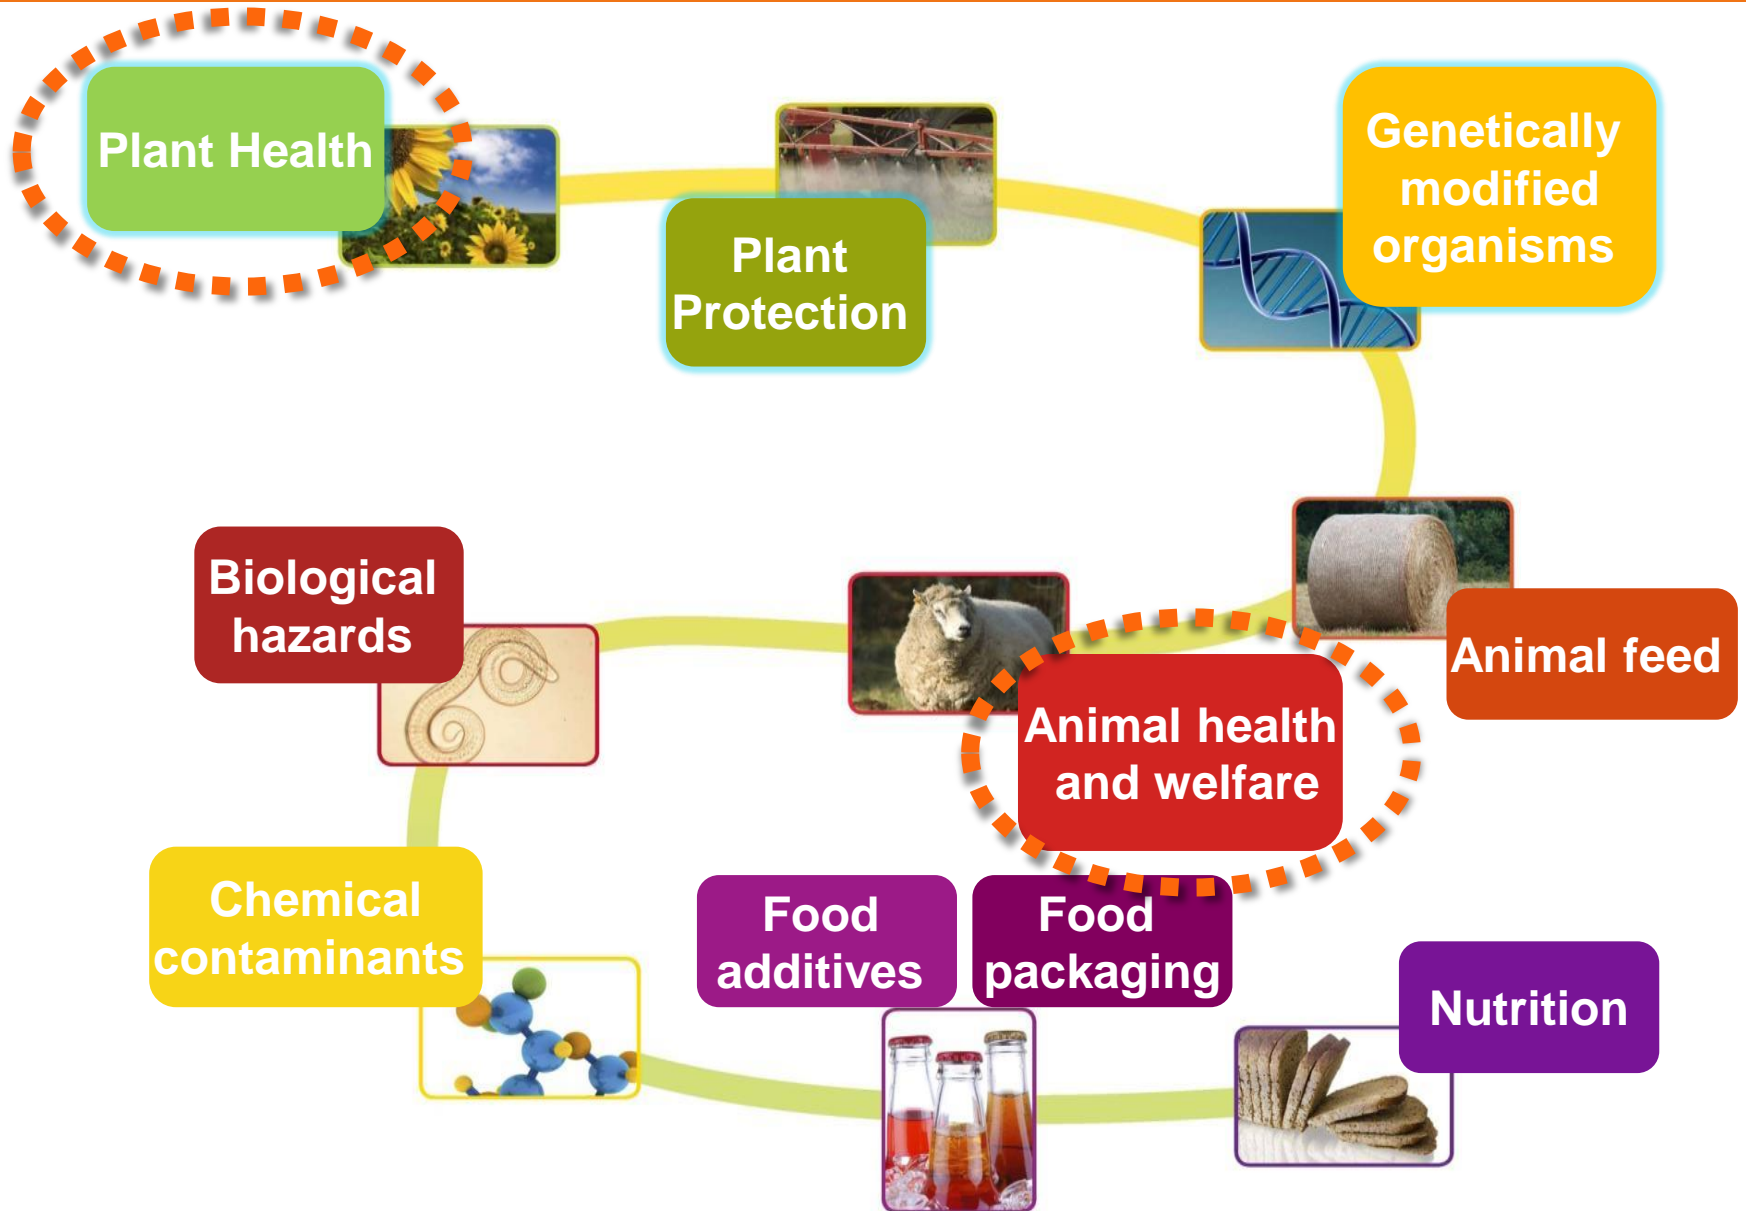 Plant Health
Plant
Protection
Genetically
modified
organisms
Animal feed
Animal health
and welfare
Biological
hazards
Chemical
contaminants
Food
additives
Food
packaging
Nutrition